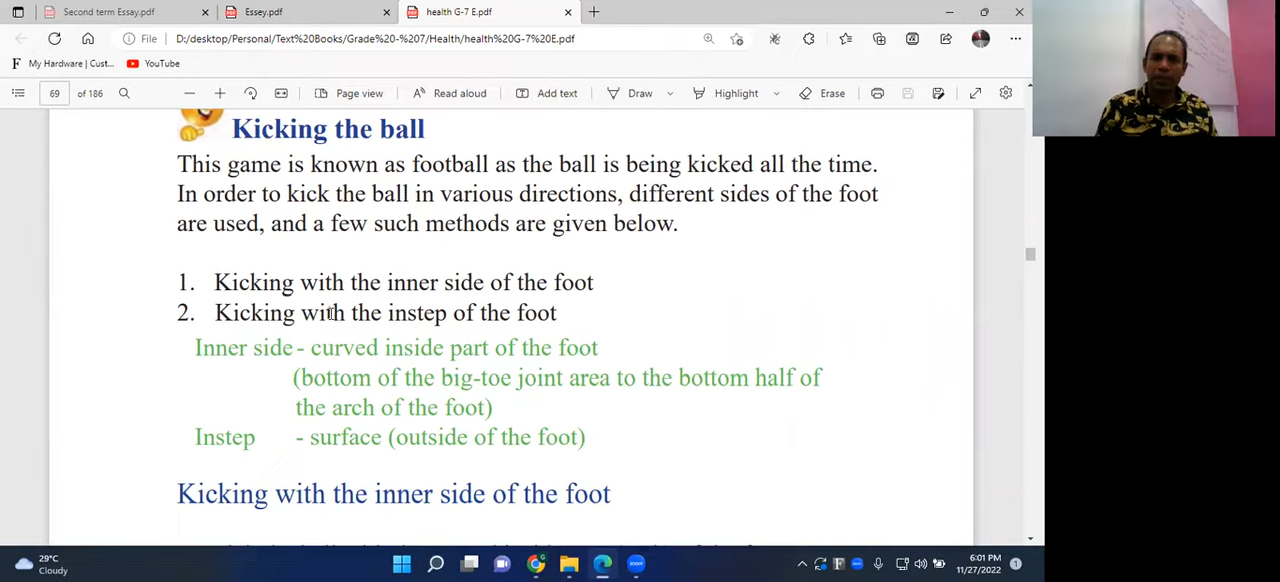 Second term Essay.pdf
Essey.pdf
health G-7 E.pdf
File
D:/desktop/Personal/Text%20Books/Grade%20-%207/Health/health%20G-7%20E.pdf
My Hardware | Cust...
YouTube
69 of 186
Page view
Read aloud
Add text
Draw
Highlight
Erase
Kicking the ball
This game is known as football as the ball is being kicked all the time.
In order to kick the ball in various directions, different sides of the foot
are used, and a few such methods are given below.
1. Kicking with the inner side of the foot
2. Kicking with the instep of the foot
Inner side - curved inside part of the foot
(bottom of the big-toe joint area to the bottom half of
the arch of the foot)
Instep - surface (outside of the foot)
Kicking with the inner side of the foot
29°C
Cloudy
6:01 PM
11/27/2022